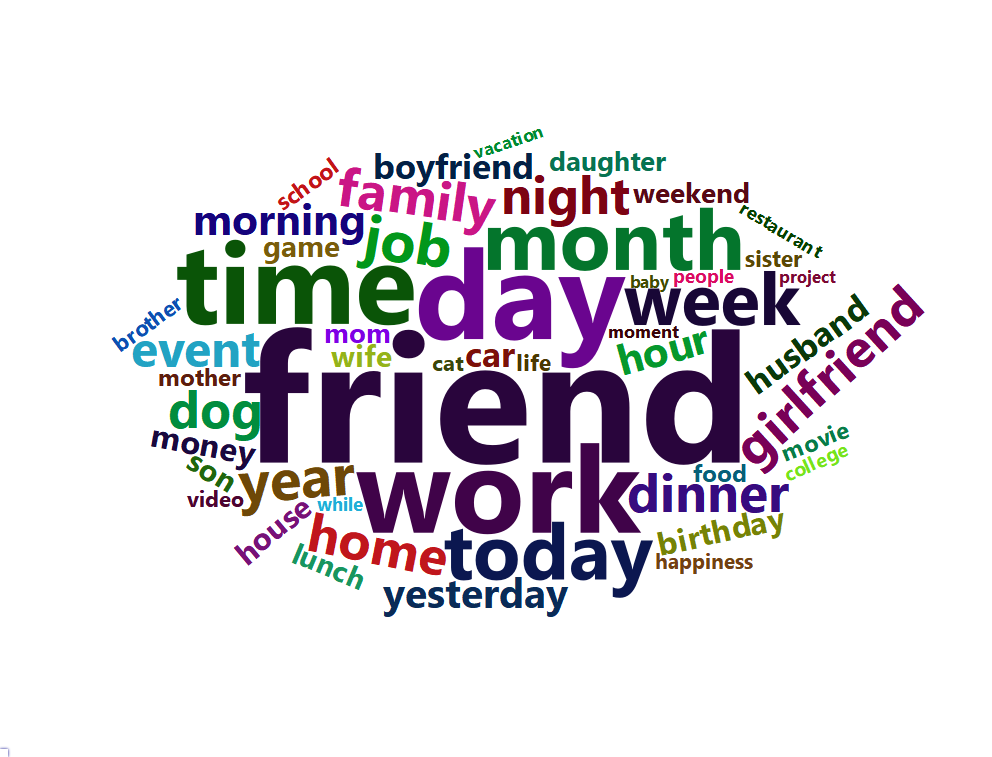 vacation
boyfriend
daughter
school
family
night
weekend
morning
job
month
restaurant
game
sister
time
day
baby
people
project
week
brother
mom
moment
husband
girlfriend
event
wife
cat
car
life
hour
mother
friend
dog
money
movie
college
son
year
food
video
while
work
dinner
house
home
today
birthday
lunch
happiness
yesterday